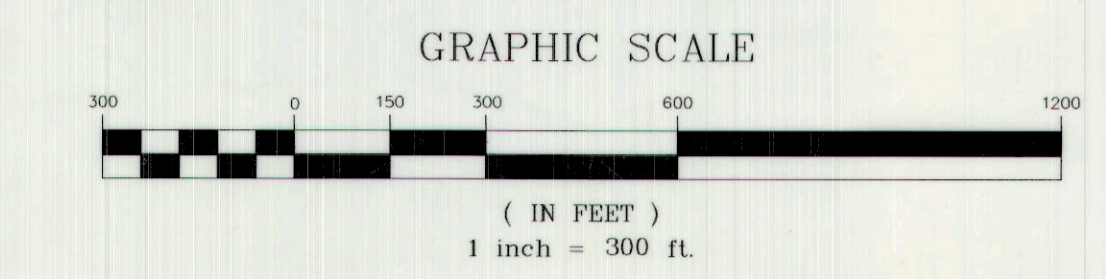 GRAPHIC SCALE
300 0 150 300 600 1200
( IN FEET )
1 inch = 300 ft.